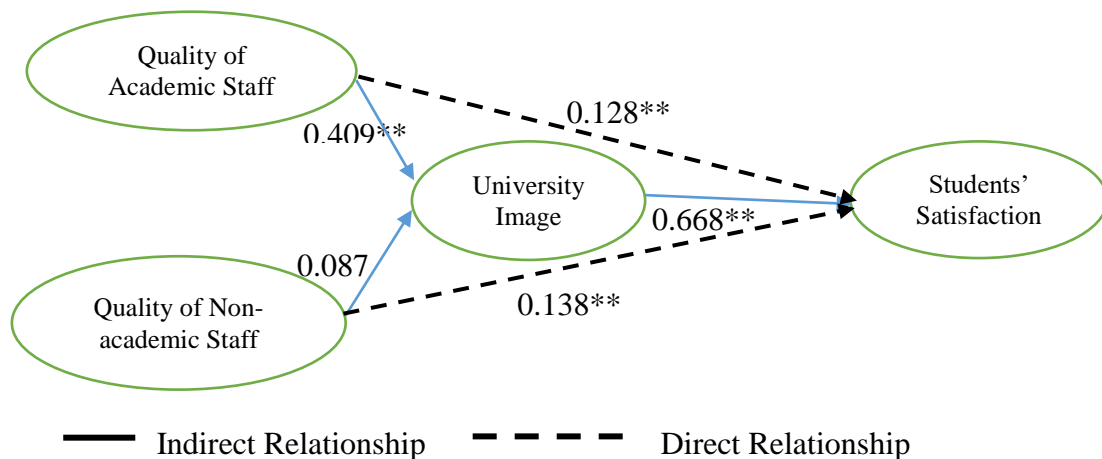 Quality of
Academic Staff
0.128**
0.409**
University
Image
Students’
Satisfaction
0.668**
0.087
0.138**
Quality of Non-
academic Staff
Indirect Relationship
Direct Relationship